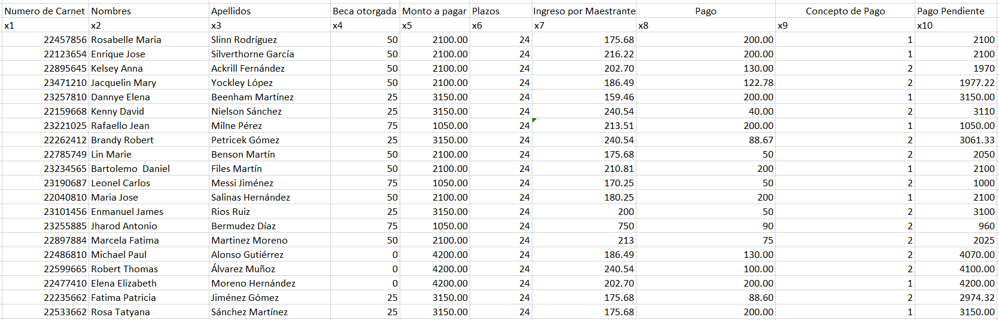 Numero de Carnet Nombres Apellidos Beca otorgada Monto a pagar Plazos Ingreso por Maestrante Pago Concepto de Pago Pago Pendiente
x1 x2 x3 x4 x5 x6 x7 x8 x9 x10
22457856 Rosabelle Maria Slinn Rodríguez 50 2100.00 24 175.68 200.00 1 2100
22123654 Enrique Jose Silverthorne García 50 2100.00 24 216.22 200.00 1 2100
22895645 Kelsey Anna Ackrill Fernández 50 2100.00 24 202.70 130.00 2 1970
23471210 Jacquelin Mary Yockley López 50 2100.00 24 186.49 122.78 2 1977.22
23257810 Dannye Elena Beenham Martínez 25 3150.00 24 159.46 200.00 1 3150.00
22159668 Kenny David Nielson Sánchez 25 3150.00 24 240.54 40.00 2 3110
23221025 Rafaello Jean Milne Pérez 75 1050.00 24 213.51 200.00 1 1050.00
22262412 Brandy Robert Petricek Gómez 25 3150.00 24 240.54 88.67 2 3061.33
22785749 Lin Marie Benson Martín 50 2100.00 24 175.68 50 2 2050
23234565 Bartolemo  Daniel Files Martín 50 2100.00 24 210.81 200 1 2100
23190687 Leonel Carlos Messi Jiménez 75 1050.00 24 170.25 50 2 1000
22040810 Maria Jose Salinas Hernández 50 2100.00 24 180.25 200 1 2100
23101456 Enmanuel James Rios Ruiz 25 3150.00 24 200 50 2 3100
23255885 Jharod Antonio Bermudez Díaz 75 1050.00 24 750 90 2 960
22897884 Marcela Fatima Martinez Moreno 50 2100.00 24 213 75 2 2025
22486810 Michael Paul Alonso Gutiérrez 0 4200.00 24 186.49 130.00 2 4070.00
22599665 Robert Thomas Álvarez Muñoz 0 4200.00 24 240.54 100.00 2 4100.00
22477410 Elena Elizabeth Moreno Hernández 0 4200.00 24 202.70 200.00 1 4200.00
22235662 Fatima Patricia Jiménez Gómez 25 3150.00 24 175.68 88.60 2 2974.32
22533662 Rosa Tatyana Sánchez Martínez 25 3150.00 24 175.68 200.00 1 3150.00